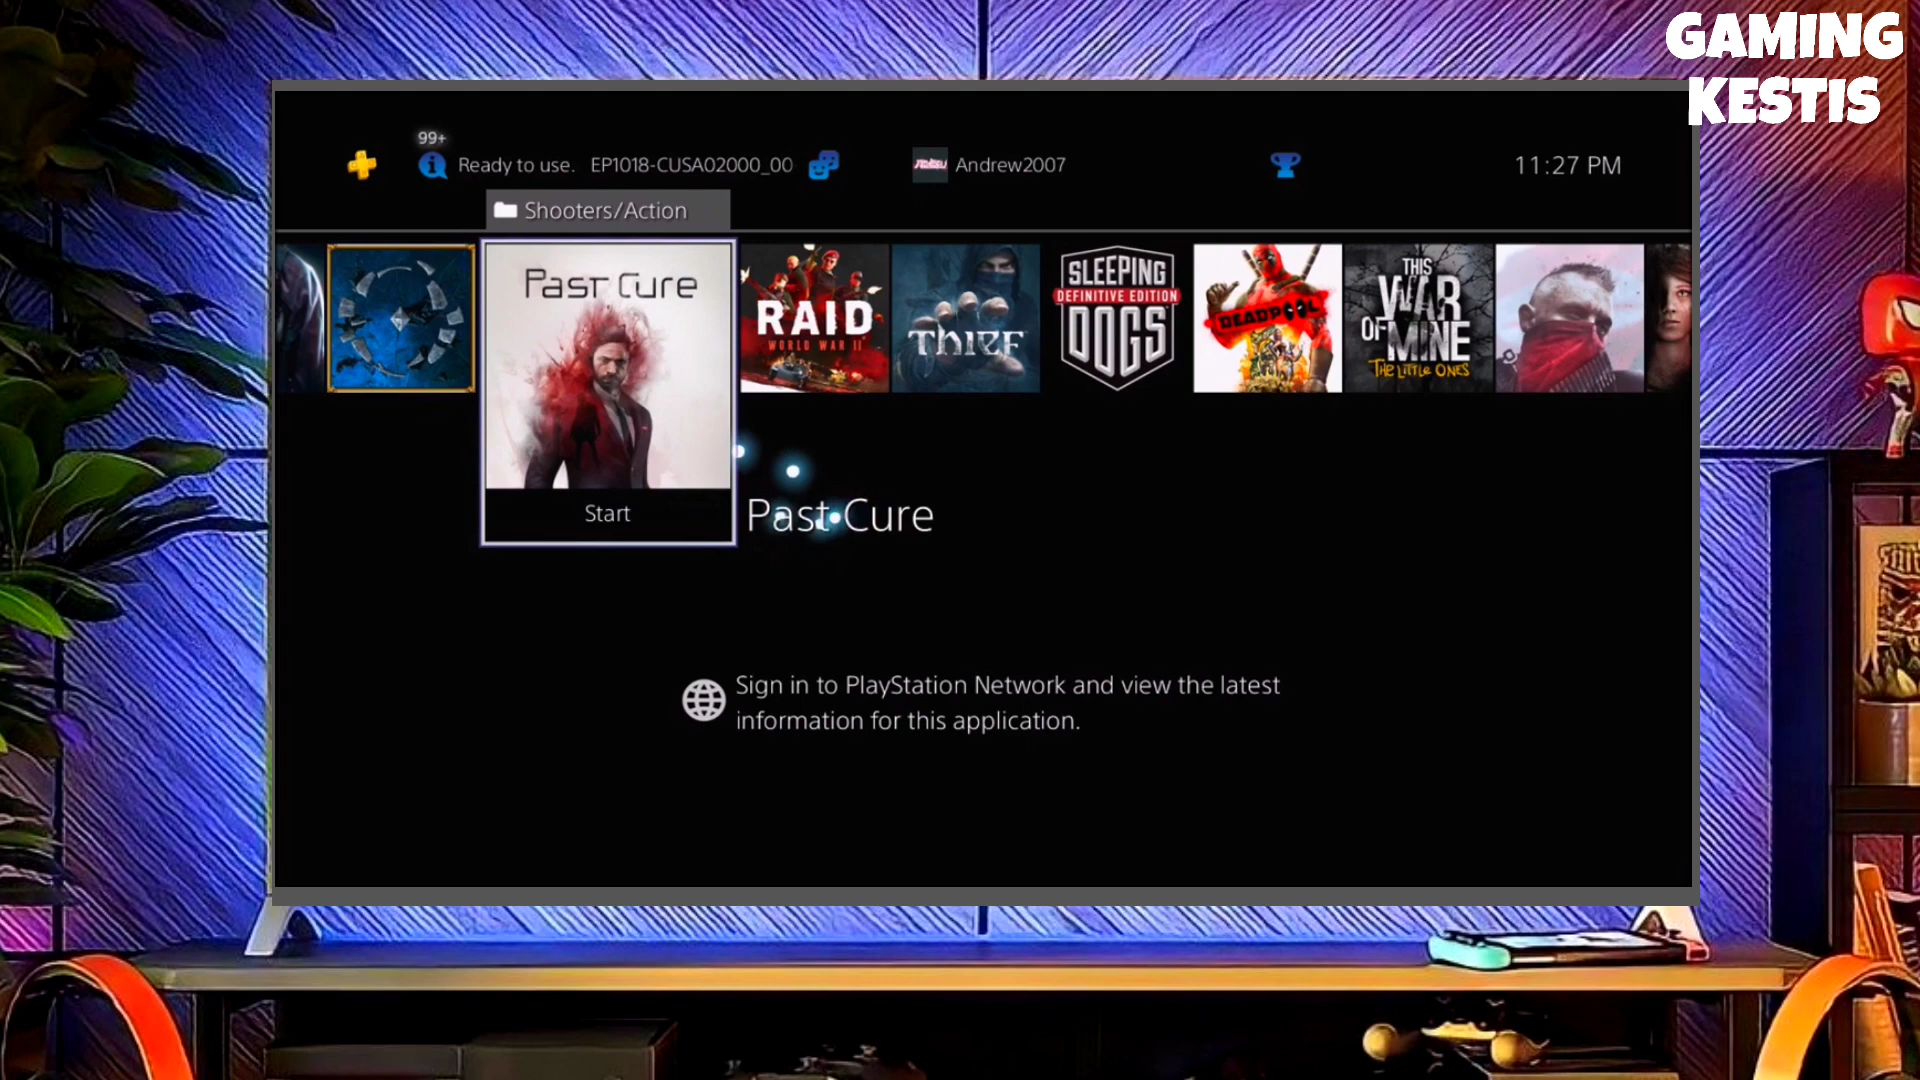 GAMING
KESTIS
99+
Ready to use. EP1018-CUSA02000_00
Andrew2007
11:27 PM
Shooters/Action
Past Cure
RAID
WORLD WAR II
THIEF
SLEEPING
DEFINITIVE EDITION
DOGS
DEADPOOL
THIS
WAR
OF MINE
THE LITTLE ONES
Start
Past Cure
Sign in to PlayStation Network and view the latest
information for this application.